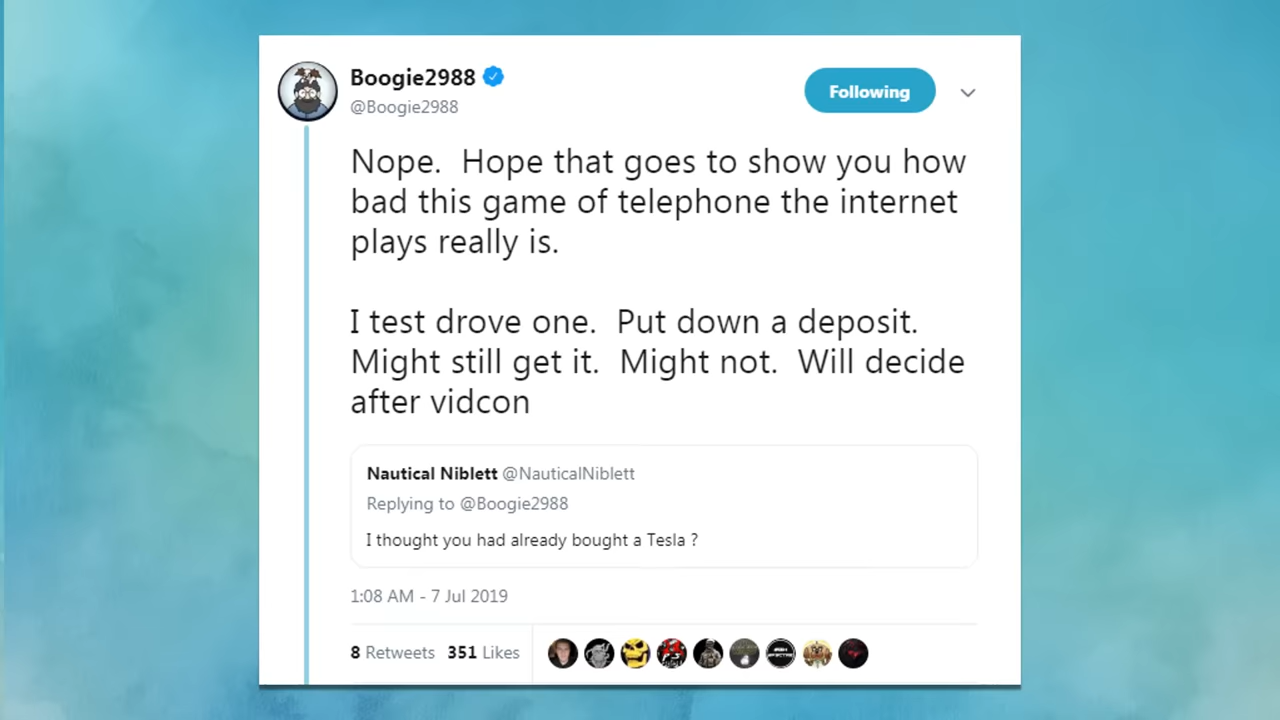 Boogie2988
@Boogie2988
Following
Nope.  Hope that goes to show you how
bad this game of telephone the internet
plays really is.
I test drove one.  Put down a deposit.
Might still get it.  Might not.  Will decide
after vidcon
Nautical Niblett @NauticalNiblett
Replying to @Boogie2988
I thought you had already bought a Tesla ?
1:08 AM - 7 Jul 2019
8 Retweets 351 Likes